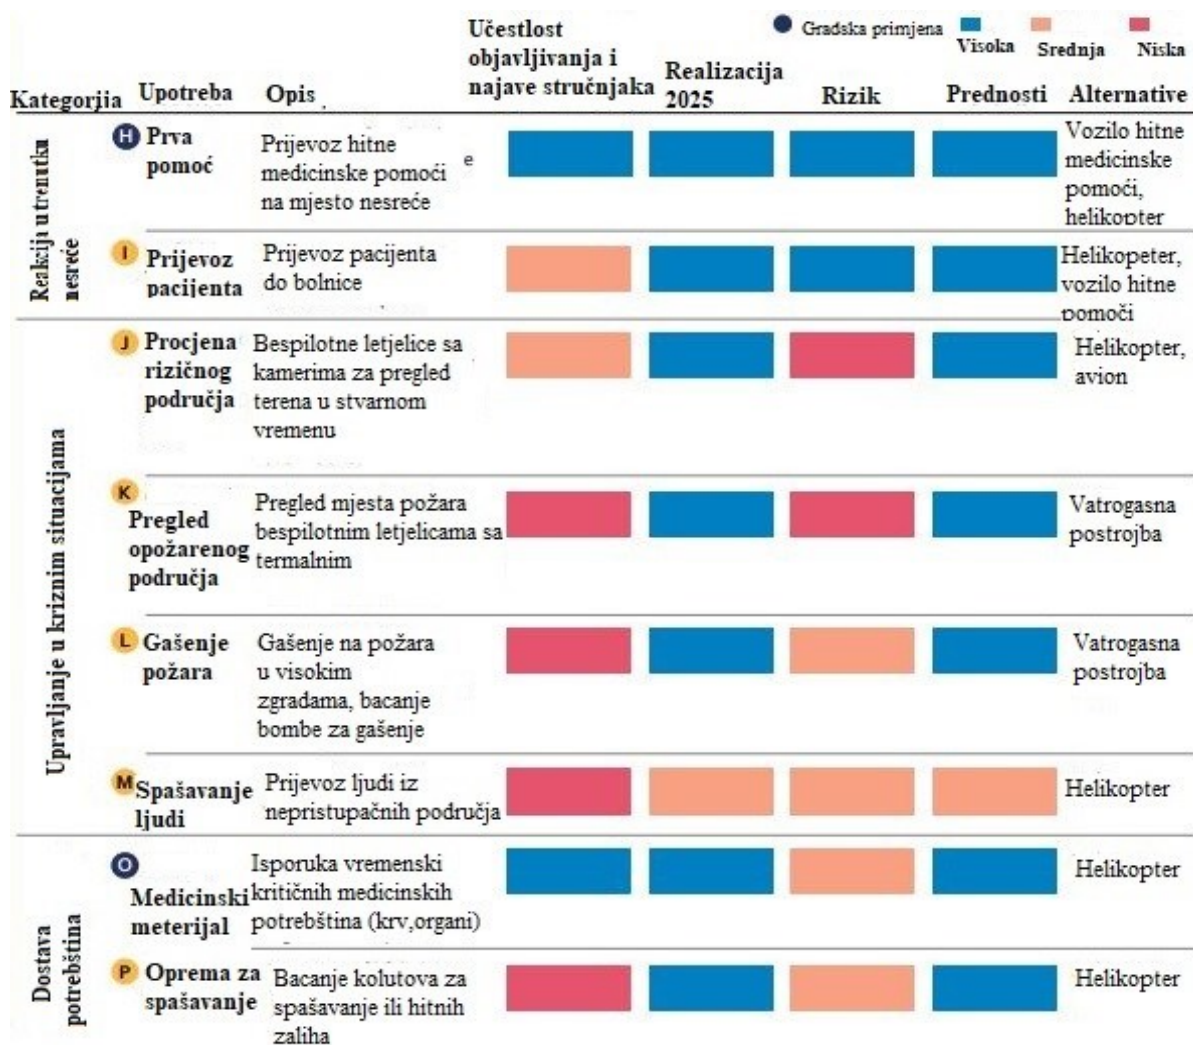 Učestlost
objavljivanja i
najave stručnjaka
Gradska primjena
Visoka
Srednja
Niska
Kategorjia
Upotreba
Opis
Realizacija
2025
Rizik
Prednosti
Alternative
Reakcija u trenutku
nesreće
H Prva
pomoć
Prijevoz hitne
medicinske pomoći
na mjesto nesreće
e
Vozilo hitne
medicinske
pomoći,
helikopter
I Prijevoz
pacijenta
Prijevoz pacijenta
do bolnice
Helikopeter,
vozilo hitne
pomoči
Upravljanje u kriznim situacijama
J Procjena
rizičnog
područja
Bespilotne letjelice sa
kamerima za pregled
terena u stvarnom
vremenu
Helikopter,
avion
K
Pregled
opožarenog
područja
Pregled mjesta požara
bespilotnim letjelicama sa
termalnim
Vatrogasna
postrojba
L Gašenje
požara
Gašenje na požara
u visokim
zgradama, bacanje
bombe za gašenje
Vatrogasna
postrojba
M Spašavanje
ljudi
Prijevoz ljudi iz
nepristupačnih područja
Helikopter
Dostava
potrebština
O
Medicinski
meterijal
Isporuka vremenski
kritičnih medicinskih
potrebština (krv,organi)
Helikopter
P Oprema za
spašavanje
Bacanje kolutova za
spašavanje ili hitnih
zaliha
Helikopter